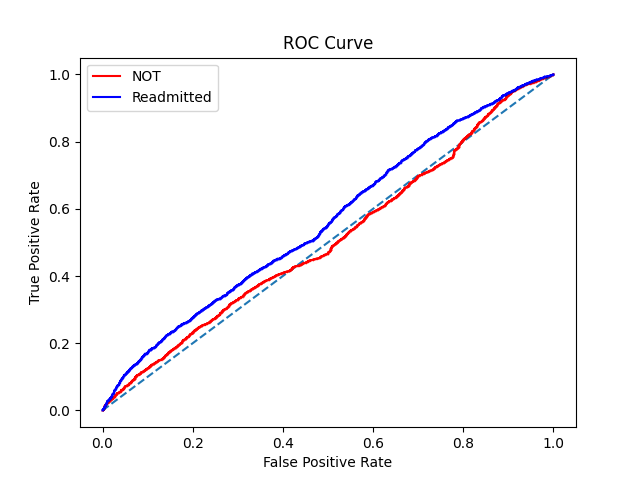 ROC Curve
NOT
Readmitted
True Positive Rate
1.0
0.8
0.6
0.4
0.2
0.0
0.0 0.2 0.4 0.6 0.8 1.0
False Positive Rate